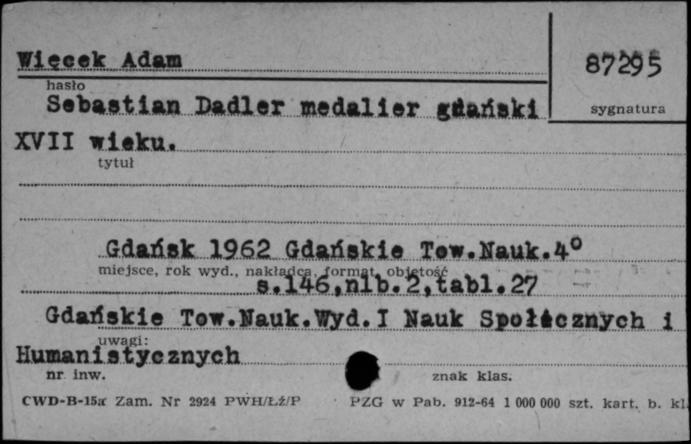 Więcek Adam
87295
hasło
sygnatura
Sebastian Dadler medalier gdański
XVII wieku.
tytuł
Gdańsk 1962 Gdańskie Tow.Nauk.4°
miejsce, rok wyd., nakładca, format, objętość
s.146,nlb.2,tabl.27
Gdańskie Tow.Nauk.Wyd.I Nauk Społecznych i
uwagi:
Humanistycznych
nr inw.
znak klas.
CWD-B-15a Zam. Nr 2924 PWH/Łź/P
PZG w Pab. 912-64 1 000 000 szt. kart. b. kl.